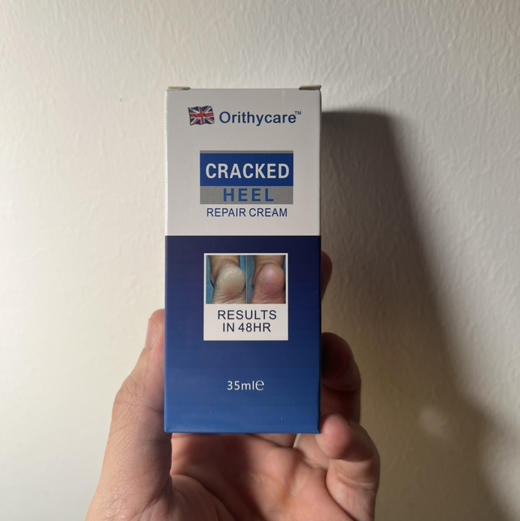 Orithycare™
CRACKED
HEEL
REPAIR CREAM
RESULTS
IN 48HR
35ml℮